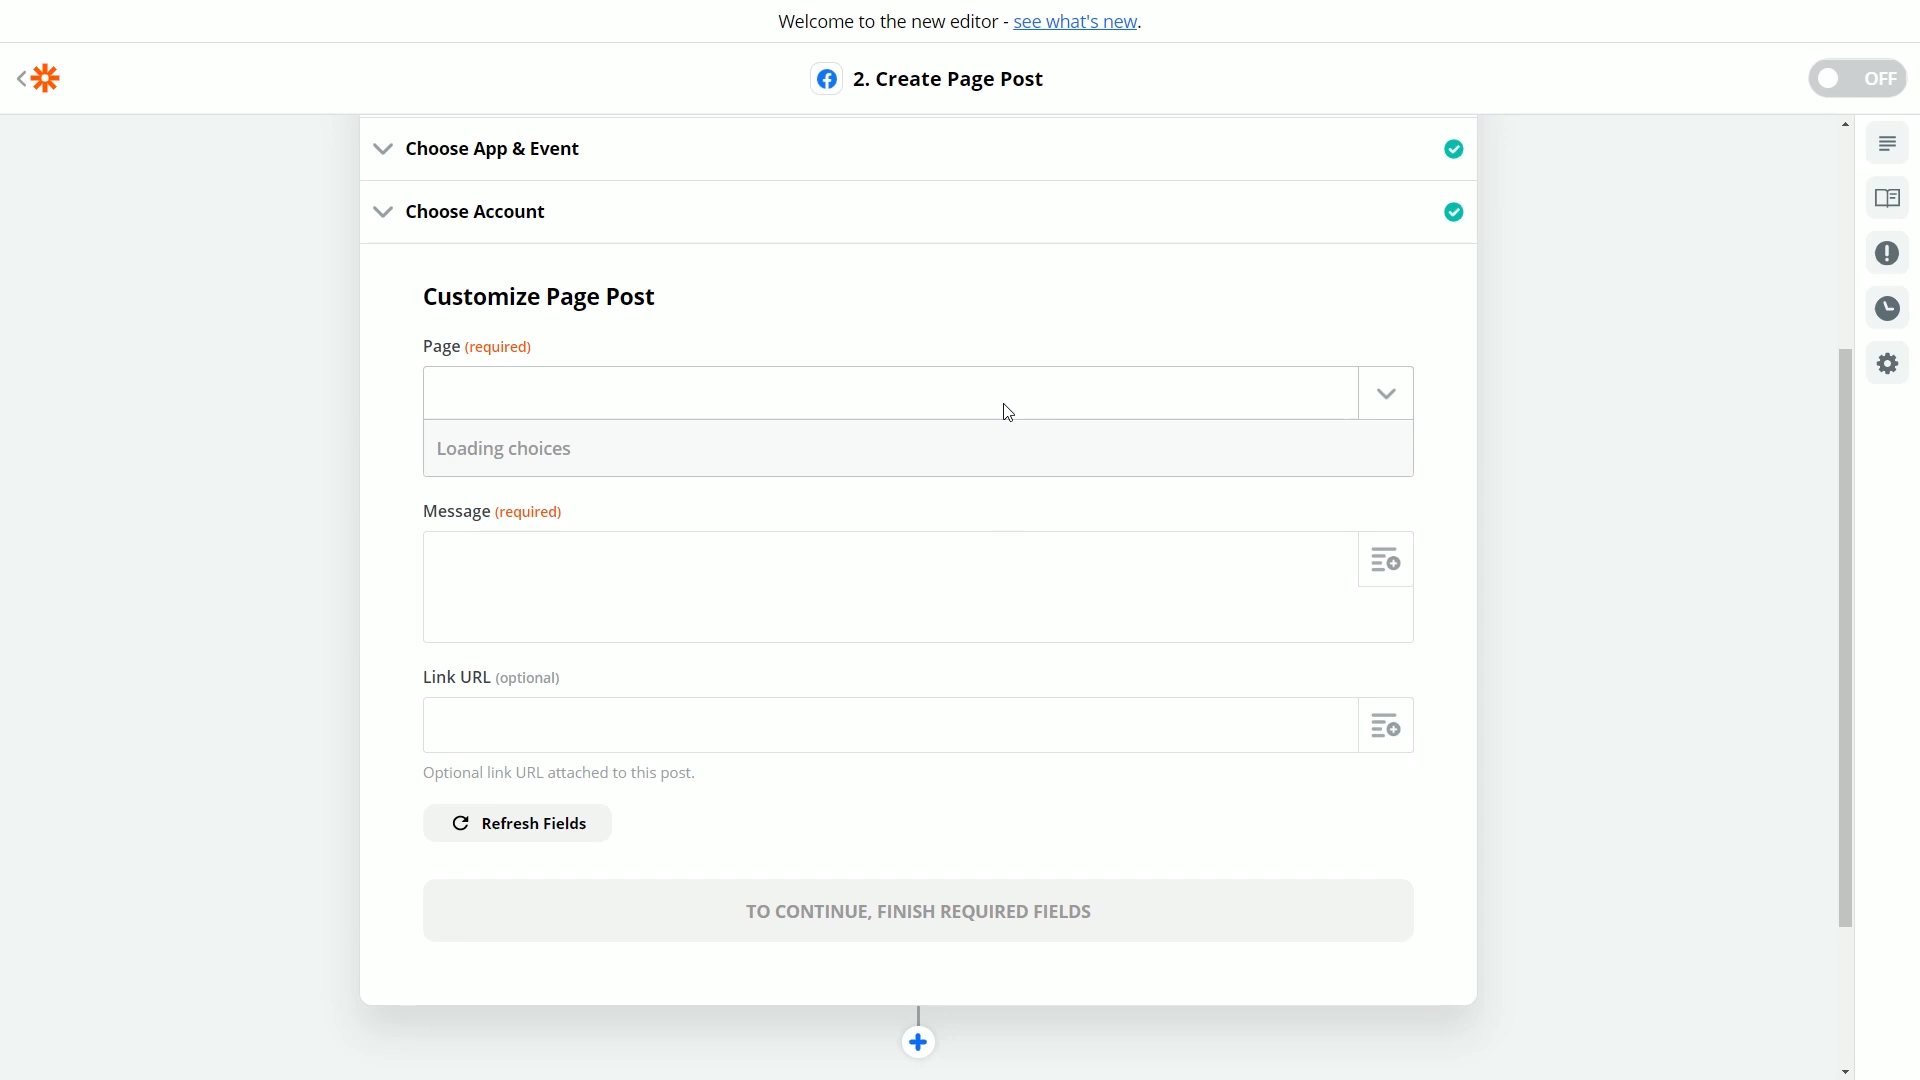 Welcome to the new editor - see what's new.
2. Create Page Post
OFF
Choose App & Event
Choose Account
Customize Page Post
Page (required)
Loading choices
Message (required)
Link URL (optional)
Optional link URL attached to this post.
Refresh Fields
TO CONTINUE, FINISH REQUIRED FIELDS